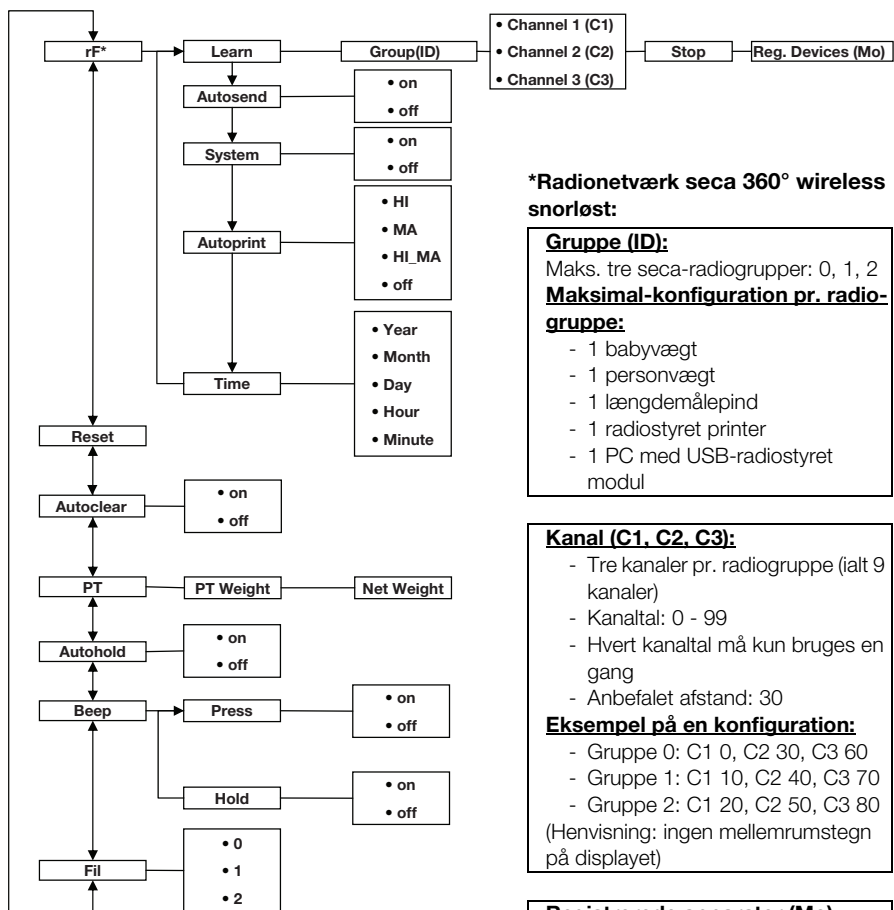 rF*
Learn
Group(ID)
• Channel 1 (C1)
• Channel 2 (C2)
• Channel 3 (C3)
Stop
Reg. Devices (Mo)
Autosend
• on
• off
System
• on
• off
Autoprint
• HI
• MA
• HI_MA
• off
Time
• Year
• Month
• Day
• Hour
• Minute
Reset
Autoclear
• on
• off
PT
PT Weight
Net Weight
Autohold
• on
• off
Beep
Press
• on
• off
Hold
• on
• off
Fil
• 0
• 1
• 2
*Radionetværk seca 360° wireless
snorløst:
Gruppe (ID):
Maks. tre seca-radiogrupper: 0, 1, 2
Maksimal-konfiguration pr. radio-
gruppe:
- 1 babyvægt
- 1 personvægt
- 1 længdemålepind
- 1 radiostyret printer
- 1 PC med USB-radiostyret
modul
Kanal (C1, C2, C3):
- Tre kanaler pr. radiogruppe (ialt 9
kanaler)
- Kanaltal: 0 - 99
- Hvert kanaltal må kun bruges en
gang
- Anbefalet afstand: 30
Eksempel på en konfiguration:
- Gruppe 0: C1 0, C2 30, C3 60
- Gruppe 1: C1 10, C2 40, C3 70
- Gruppe 2: C1 20, C2 50, C3 80
(Henvisning: ingen mellemrumstegn
på displayet)